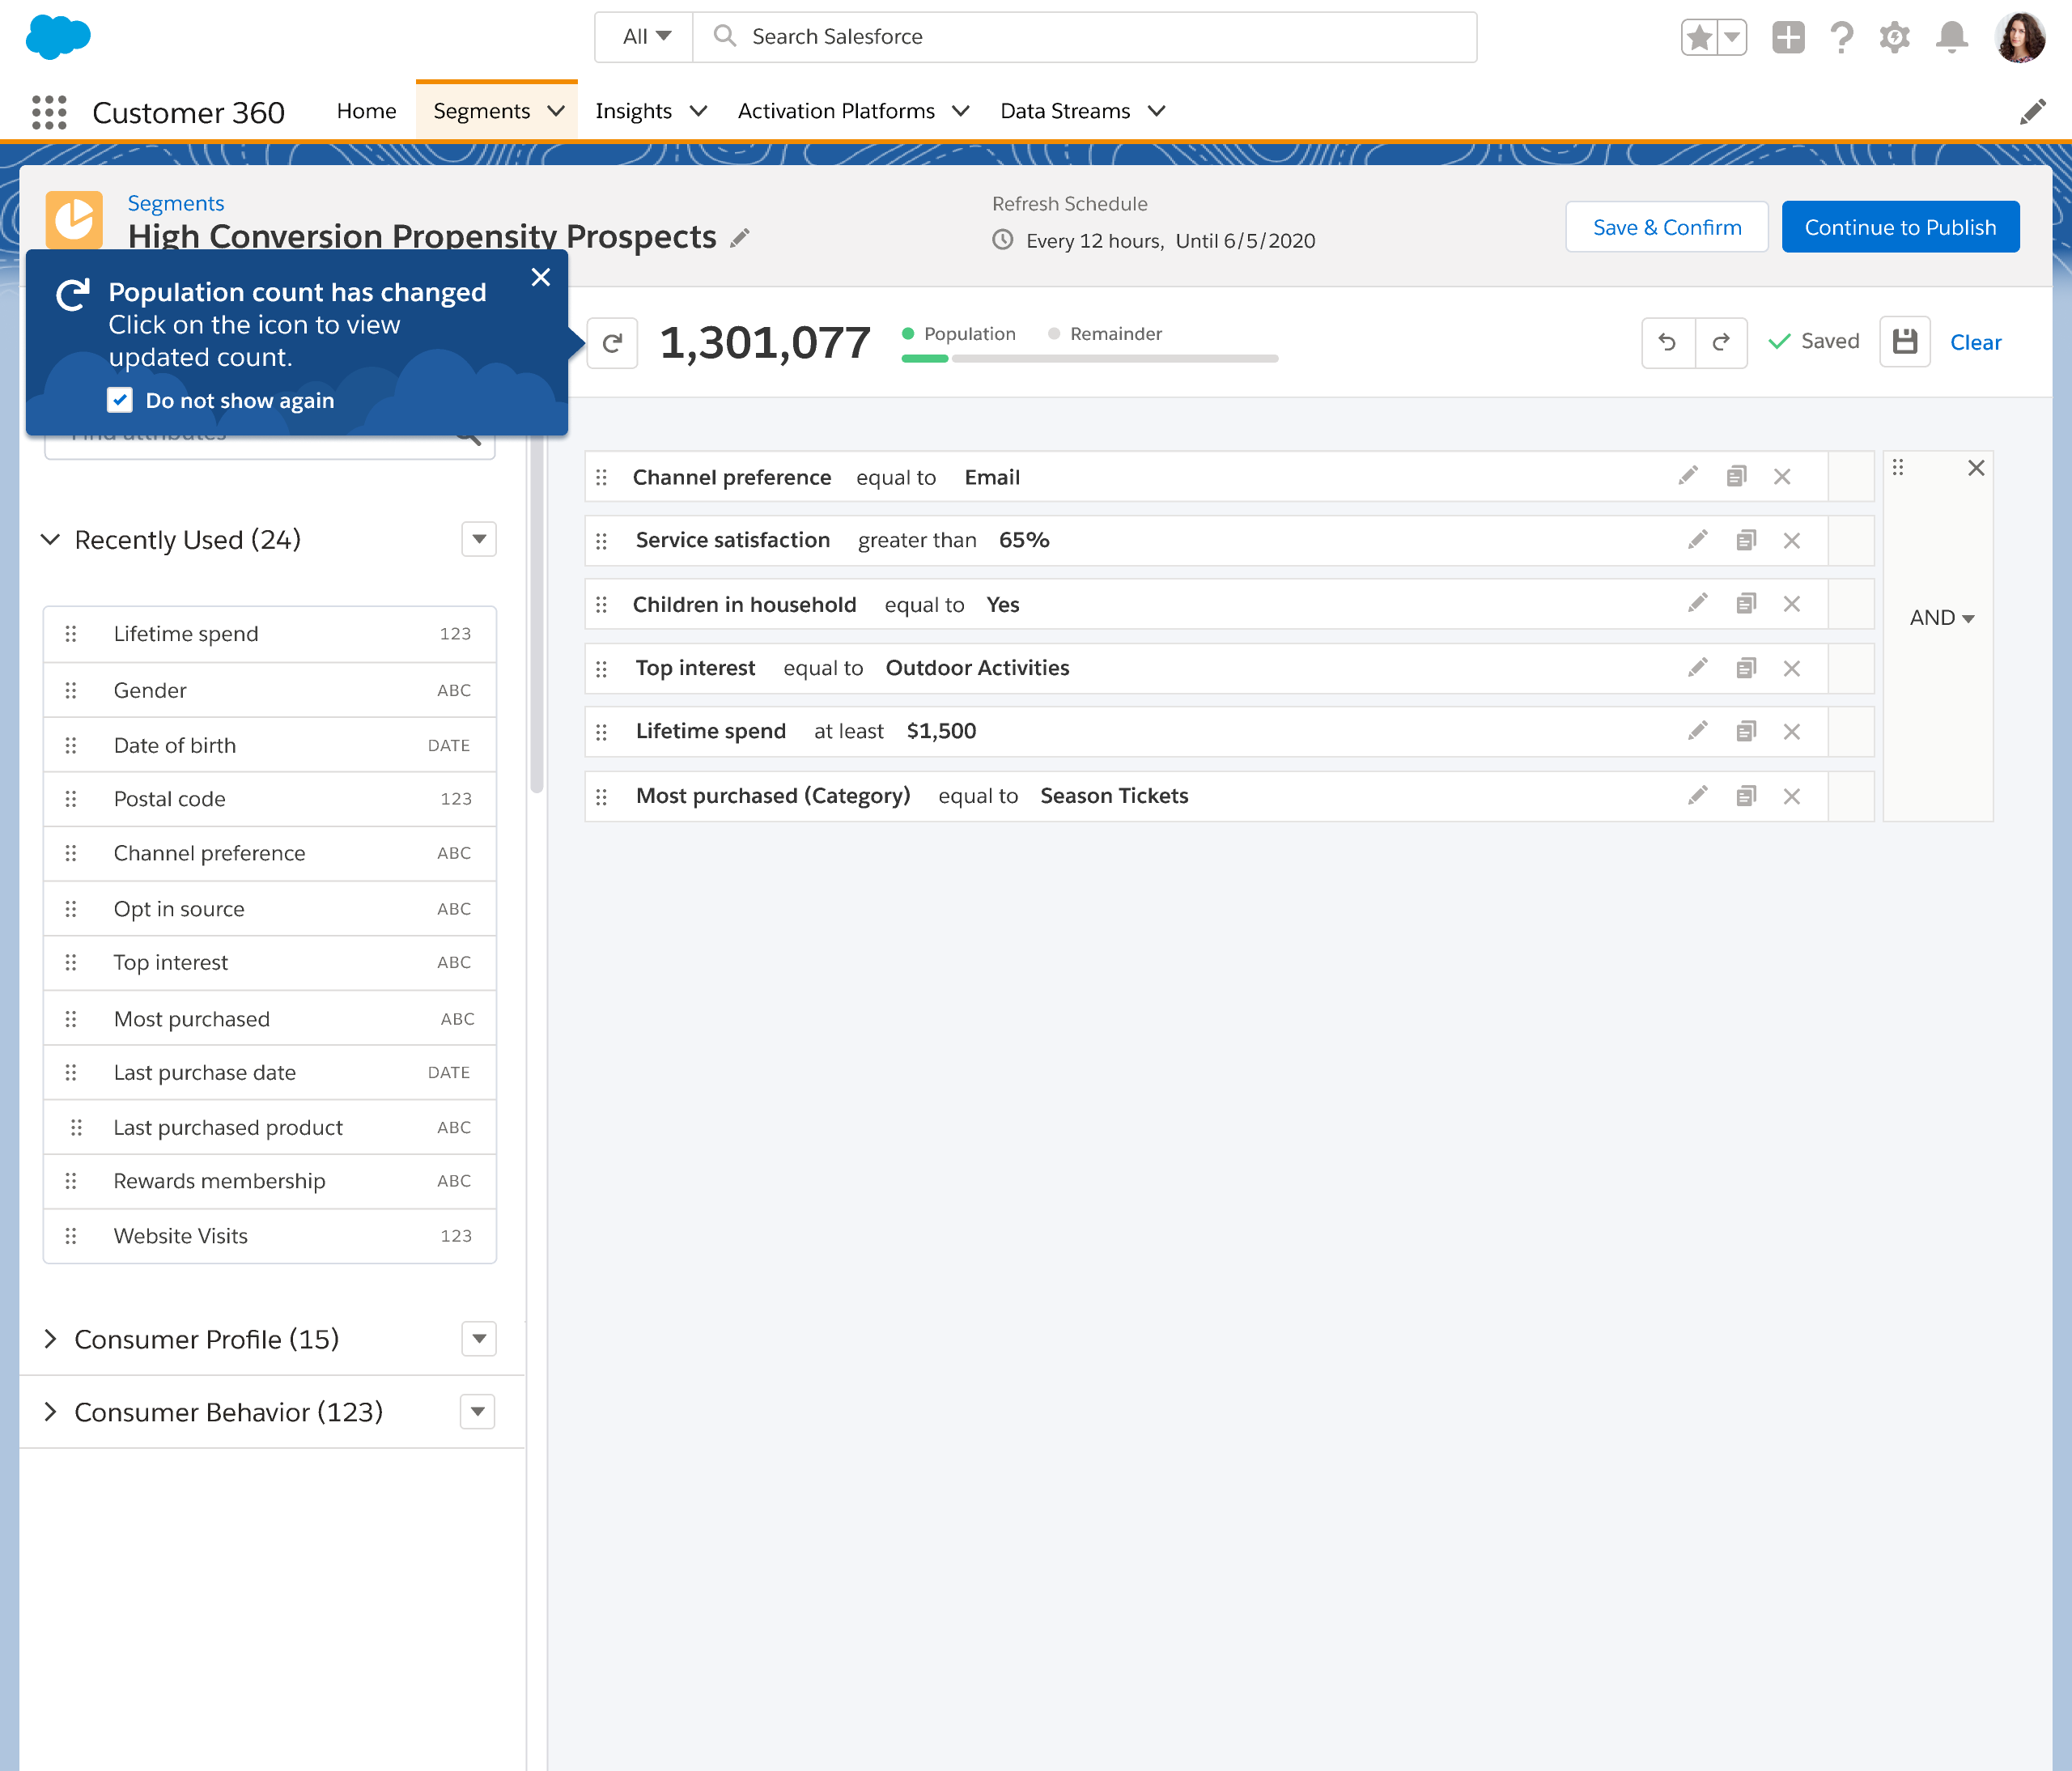 All
Search Salesforce
Customer 360
Home
Segments
Insights
Activation Platforms
Data Streams
Segments
High Conversion Propensity Prospects
Refresh Schedule
Every 12 hours, Until 6/5/2020
Save & Confirm
Continue to Publish
Population count has changed
Click on the icon to view
updated count.
Do not show again
1,301,077
Population
Remainder
Saved
Clear
Find attributes
Recently Used (24)
Lifetime spend 123
Gender ABC
Date of birth DATE
Postal code 123
Channel preference ABC
Opt in source ABC
Top interest ABC
Most purchased ABC
Last purchase date DATE
Last purchased product ABC
Rewards membership ABC
Website Visits 123
Consumer Profile (15)
Consumer Behavior (123)
Channel preference equal to Email
Service satisfaction greater than 65%
Children in household equal to Yes
Top interest equal to Outdoor Activities
Lifetime spend at least $1,500
Most purchased (Category) equal to Season Tickets
AND